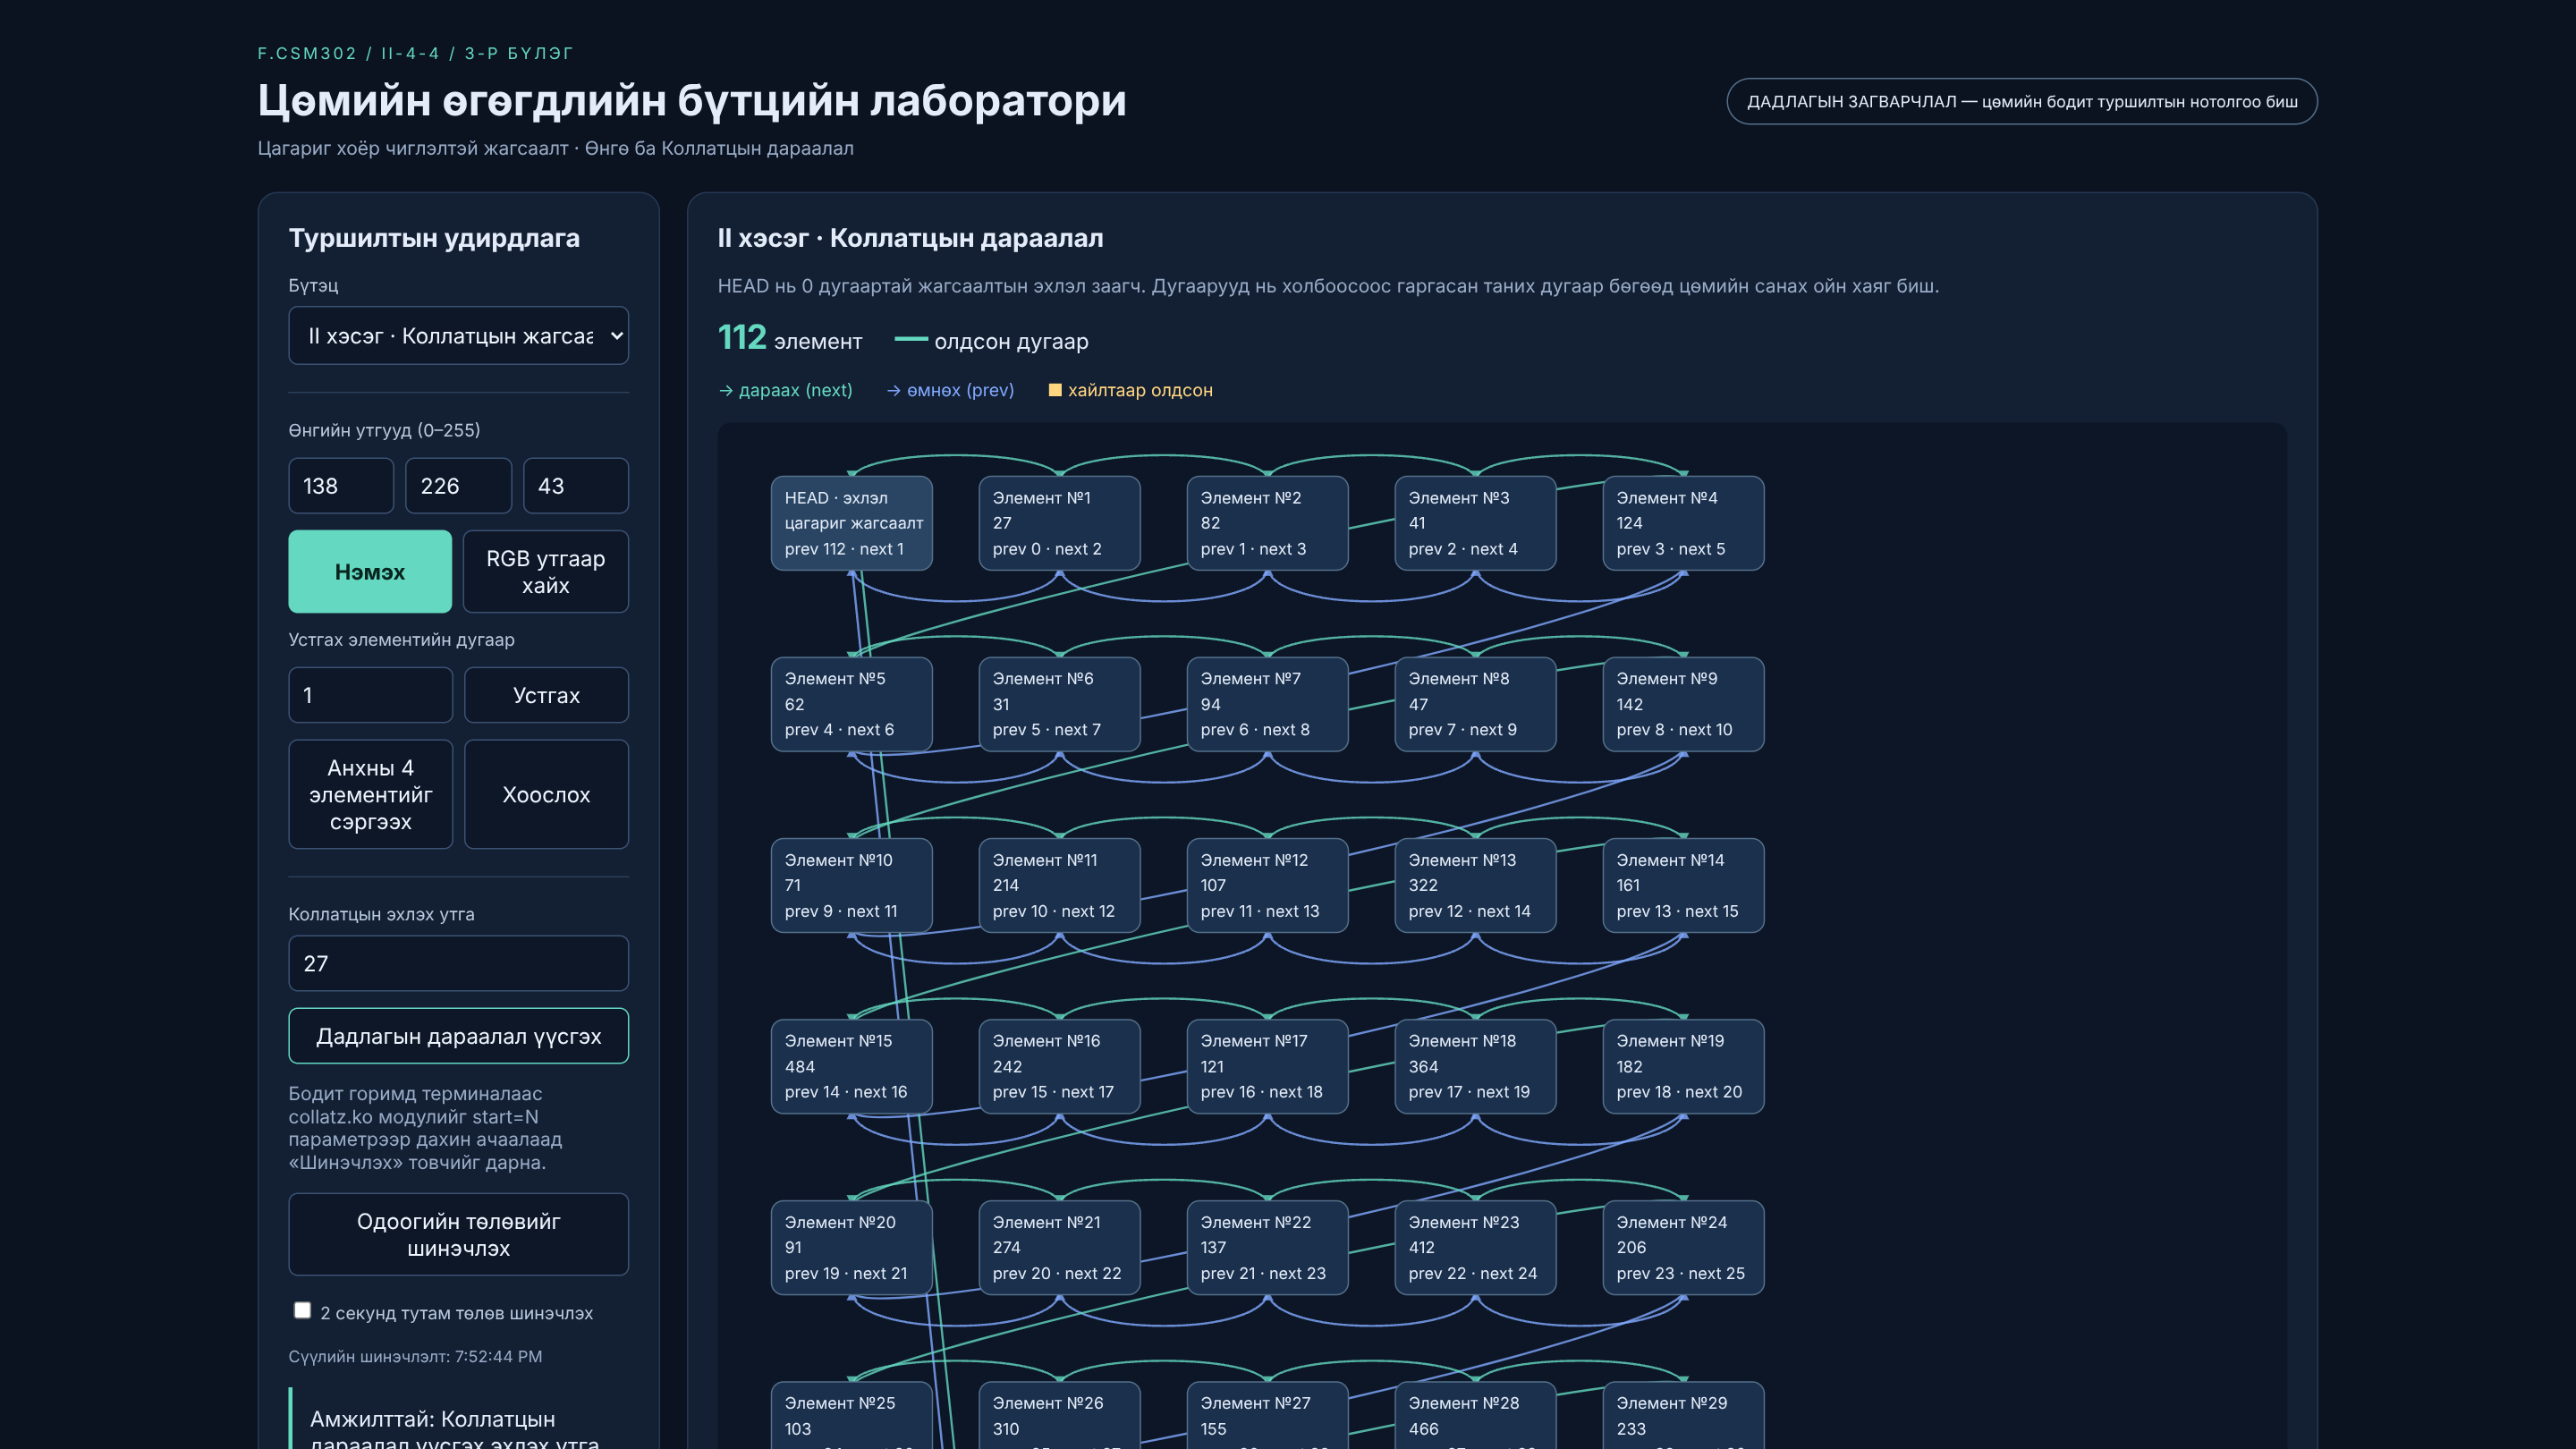 F.CSM302 / II-4-4 / 3-Р БҮЛЭГ
Цөмийн өгөгдлийн бүтцийн лаборатори
Цагариг хоёр чиглэлтэй жагсаалт · Өнгө ба Коллатцын дараалал
ДАДЛАГЫН ЗАГВАРЧЛАЛ — цөмийн бодит туршилтын нотолгоо биш
Туршилтын удирдлага
Бүтэц
II хэсэг · Коллатцын жагсаа
Өнгийн утгууд (0–255)
138
226
43
Нэмэх
RGB утгаар
хайх
Устгах элементийн дугаар
1
Устгах
Анхны 4
элементийг
сэргээх
Хоослох
Коллатцын эхлэх утга
27
Дадлагын дараалал үүсгэх
Бодит горимд терминалаас
collatz.ko модулийг start=N
параметрээр дахин ачаалаад
«Шинэчлэх» товчийг дарна.
Одоогийн төлөвийг
шинэчлэх
2 секунд тутам төлөв шинэчлэх
Сүүлийн шинэчлэлт: 7:52:44 PM
Амжилттай: Коллатцын
дараалал үүсгэх эхлэх утга
II хэсэг · Коллатцын дараалал
HEAD нь 0 дугаартай жагсаалтын эхлэл заагч. Дугаарууд нь холбоосоос гаргасан таних дугаар бөгөөд цөмийн санах ойн хаяг биш.
112 элемент — олдсон дугаар
→ дараах (next) → өмнөх (prev) ■ хайлтаар олдсон
HEAD · эхлэл
цагариг жагсаалт
prev 112 · next 1
Элемент №1
27
prev 0 · next 2
Элемент №2
82
prev 1 · next 3
Элемент №3
41
prev 2 · next 4
Элемент №4
124
prev 3 · next 5
Элемент №5
62
prev 4 · next 6
Элемент №6
31
prev 5 · next 7
Элемент №7
94
prev 6 · next 8
Элемент №8
47
prev 7 · next 9
Элемент №9
142
prev 8 · next 10
Элемент №10
71
prev 9 · next 11
Элемент №11
214
prev 10 · next 12
Элемент №12
107
prev 11 · next 13
Элемент №13
322
prev 12 · next 14
Элемент №14
161
prev 13 · next 15
Элемент №15
484
prev 14 · next 16
Элемент №16
242
prev 15 · next 17
Элемент №17
121
prev 16 · next 18
Элемент №18
364
prev 17 · next 19
Элемент №19
182
prev 18 · next 20
Элемент №20
91
prev 19 · next 21
Элемент №21
274
prev 20 · next 22
Элемент №22
137
prev 21 · next 23
Элемент №23
412
prev 22 · next 24
Элемент №24
206
prev 23 · next 25
Элемент №25
103
Элемент №26
310
Элемент №27
155
Элемент №28
466
Элемент №29
233